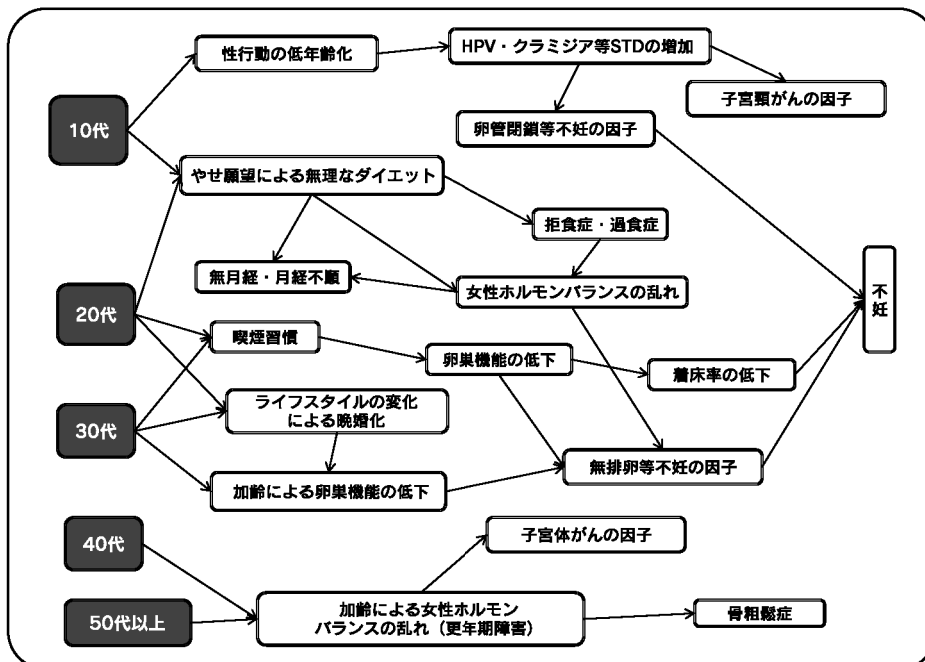 性行動の低年齢化
HPV・クラミジア等STDの増加
子宮頸がんの因子
10代
卵管閉鎖等不妊の因子
やせ願望による無理なダイエット
拒食症・過食症
無月経・月経不順
女性ホルモンバランスの乱れ
不妊
20代
喫煙習慣
卵巣機能の低下
着床率の低下
ライフスタイルの変化
による晩婚化
30代
無排卵等不妊の因子
加齢による卵巣機能の低下
40代
子宮体がんの因子
50代以上
加齢による女性ホルモン
バランスの乱れ（更年期障害）
骨粗鬆症